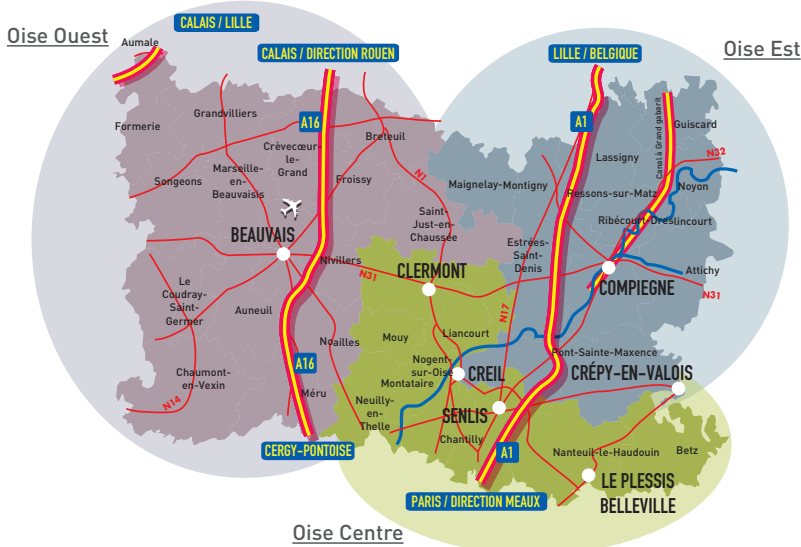 CALAIS / LILLE
Oise Ouest
Aumale
CALAIS / DIRECTION ROUEN
LILLE / BELGIQUE
Oise Est
Grandvilliers
Formerie
A16
A1
Canal à Grand gabarit
Guiscard
Breteuil
Crèvecœur-
le-
Grand
N32
Lassigny
Marseille-
en-
Beauvaisis
Songeons
Froissy
N1
Maignelay-Montigny
Ressons-sur-Matz
Noyon
Saint-
Just-en-
Chaussée
Ribécourt-Dreslincourt
BEAUVAIS
Estrées-
Saint-
Denis
Nivillers
N31
CLERMONT
Attichy
COMPIEGNE
N31
Le
Coudray-
Saint-
Germer
Auneuil
N17
Liancourt
Mouy
Noailles
A16
Pont-Sainte-Maxence
Nogent-
sur-Oise
CREIL
CRÉPY-EN-VALOIS
Chaumont-
en-Vexin
Montataire
Méru
Neuilly-
en-
Thelle
SENLIS
N14
Chantilly
CERGY-PONTOISE
A1
Nanteuil-le-Haudouin
Betz
LE PLESSIS
BELLEVILLE
PARIS / DIRECTION MEAUX
Oise Centre